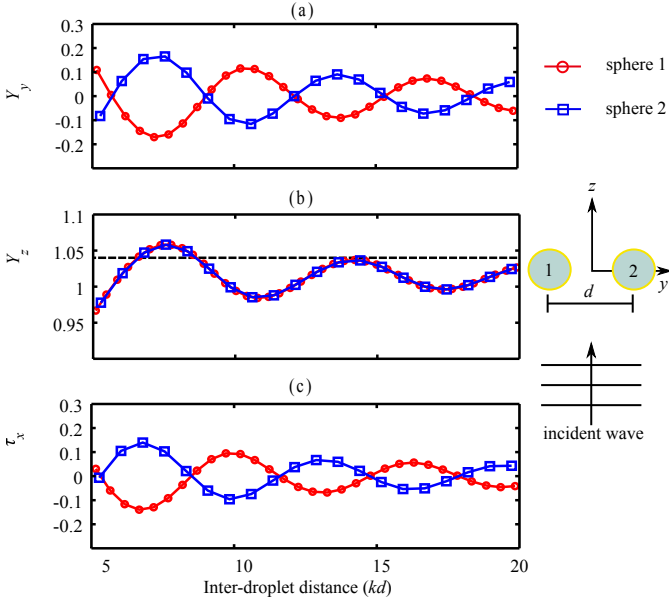 (a)
0.3
0.2
0.1
0
-0.1
-0.2
Y_y
sphere 1
sphere 2
(b)
1.1
1.05
1
0.95
Y_z
z
1
2
y
d
incident wave
(c)
0.3
0.2
0.1
0
-0.1
-0.2
τ_x
5 10 15 20
Inter-droplet distance (kd)